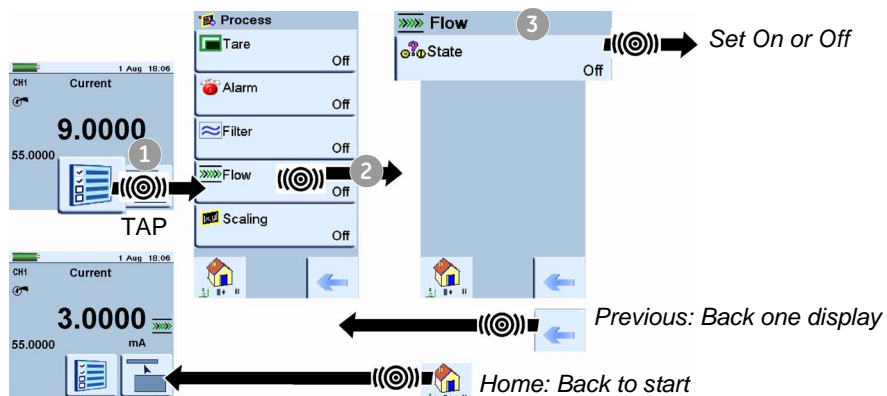 Process
Tare
Off
Alarm
Off
Filter
Off
Flow
Off
Scaling
Off
Flow
3
State
Off
Set On or Off
1 Aug 18:06
CH1
Current
9.0000
55.0000
1
TAP
2
1 Aug 18:06
CH1
Current
3.0000
55.0000
mA
Previous: Back one display
Home: Back to start